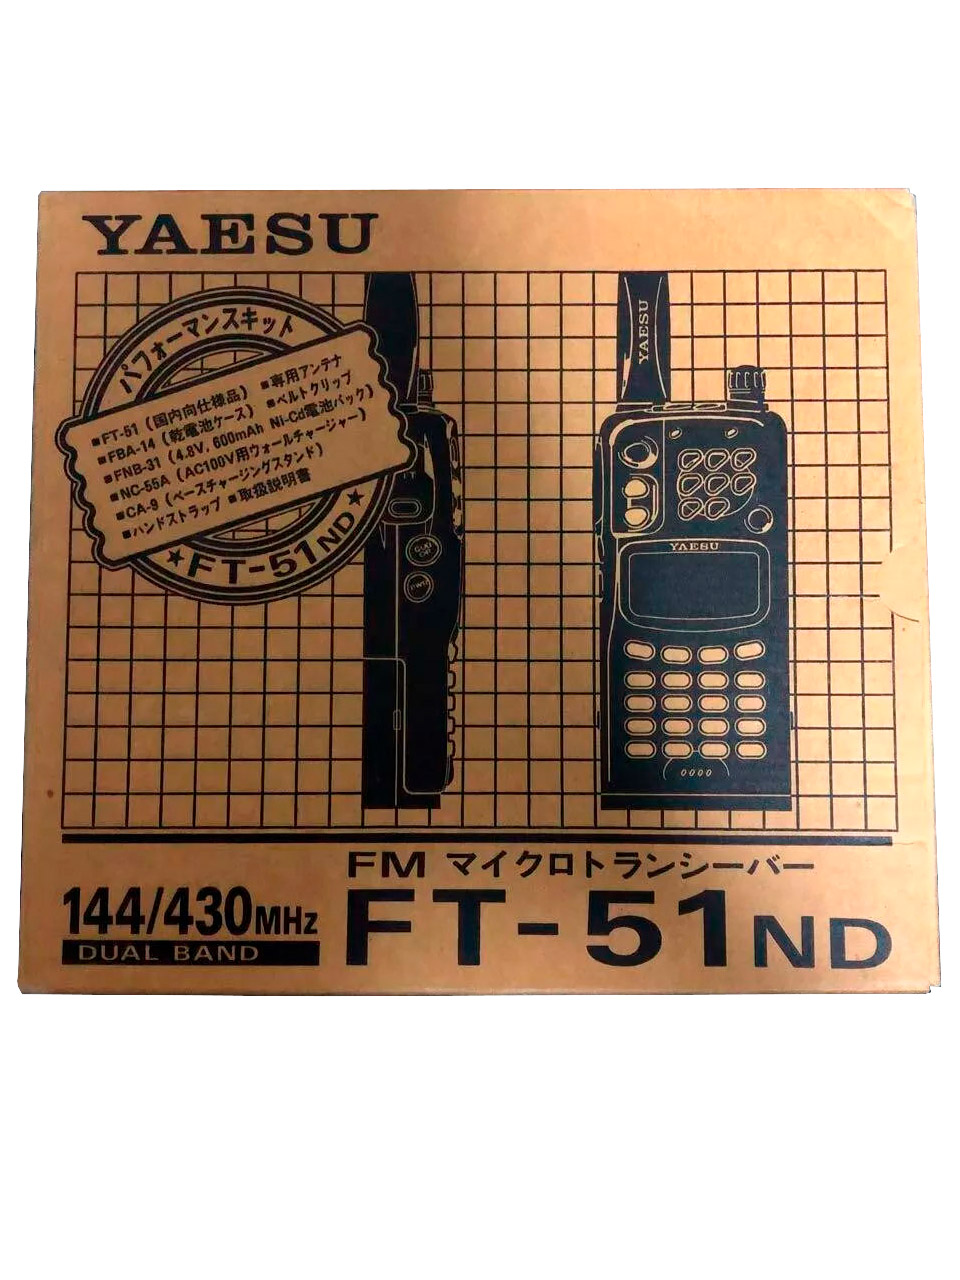 YAESU
パフォーマンスキット
■FT-51（国内向仕様品） ■専用アンテナ
■FBA-14（乾電池ケース） ■ベルトクリップ
■FNB-31（4.8V, 600mAh Ni-Cd電池パック）
■NC-55A（AC100V用ウォールチャージャー）
■CA-9（ベースチャージングスタンド）
■ハンドストラップ ■取扱説明書
★FT-51ND★
YAESU
YAESU
FM マイクロトランシーバー
144/430MHz
DUAL BAND
FT-51ND